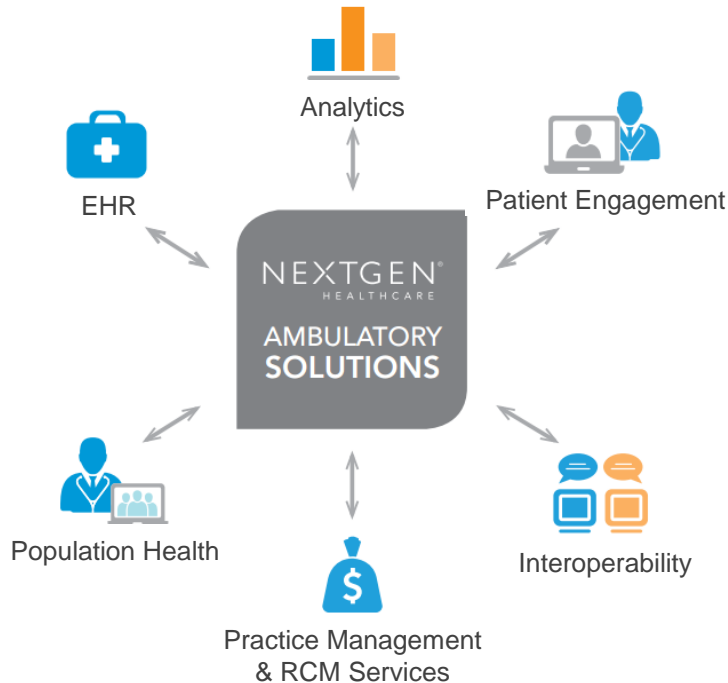 Analytics
EHR
Patient Engagement
NEXTGEN®
HEALTHCARE
AMBULATORY
SOLUTIONS
Population Health
Interoperability
$
Practice Management
& RCM Services